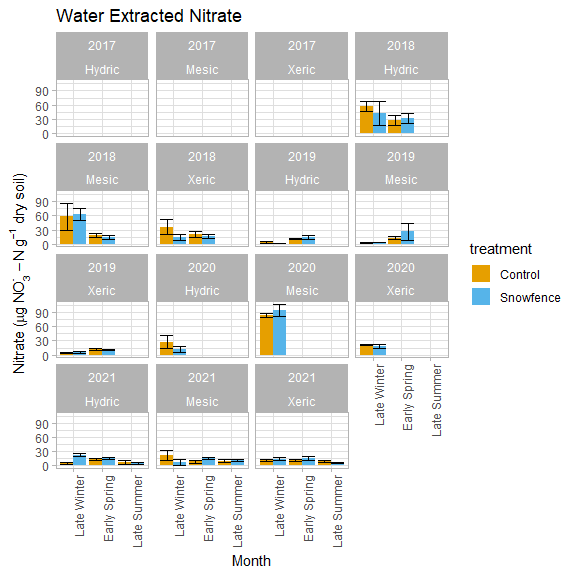 Water Extracted Nitrate
2017 2017 2017 2018
Hydric Mesic Xeric Hydric
90
60
30
0
2018 2018 2019 2019
Mesic Xeric Hydric Mesic
90
60
30
0
2019 2020 2020 2020
Xeric Hydric Mesic Xeric
90
60
30
0
2021 2021 2021
Hydric Mesic Xeric
90
60
30
0
Late Winter Early Spring Late Summer
Late Winter Early Spring Late Summer
Late Winter Early Spring Late Summer
Late Winter Early Spring Late Summer
Month
Nitrate (μg NO₃⁻ − N g⁻¹ dry soil)
treatment
Control
Snowfence